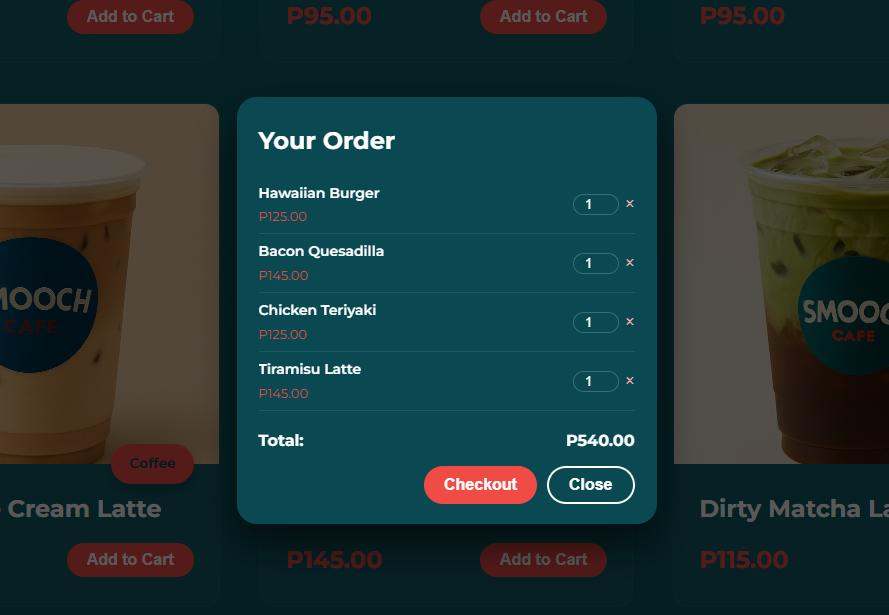 Add to Cart
P95.00
Add to Cart
P95.00
Your Order
Hawaiian Burger
P125.00
1 ×
Bacon Quesadilla
P145.00
1 ×
Chicken Teriyaki
P125.00
1 ×
Tiramisu Latte
P145.00
1 ×
Total: P540.00
Checkout
Close
MOOCH
CAFE
SMOOC
CAFE
Coffee
Cream Latte
Dirty Matcha La
Add to Cart
P145.00
Add to Cart
P115.00